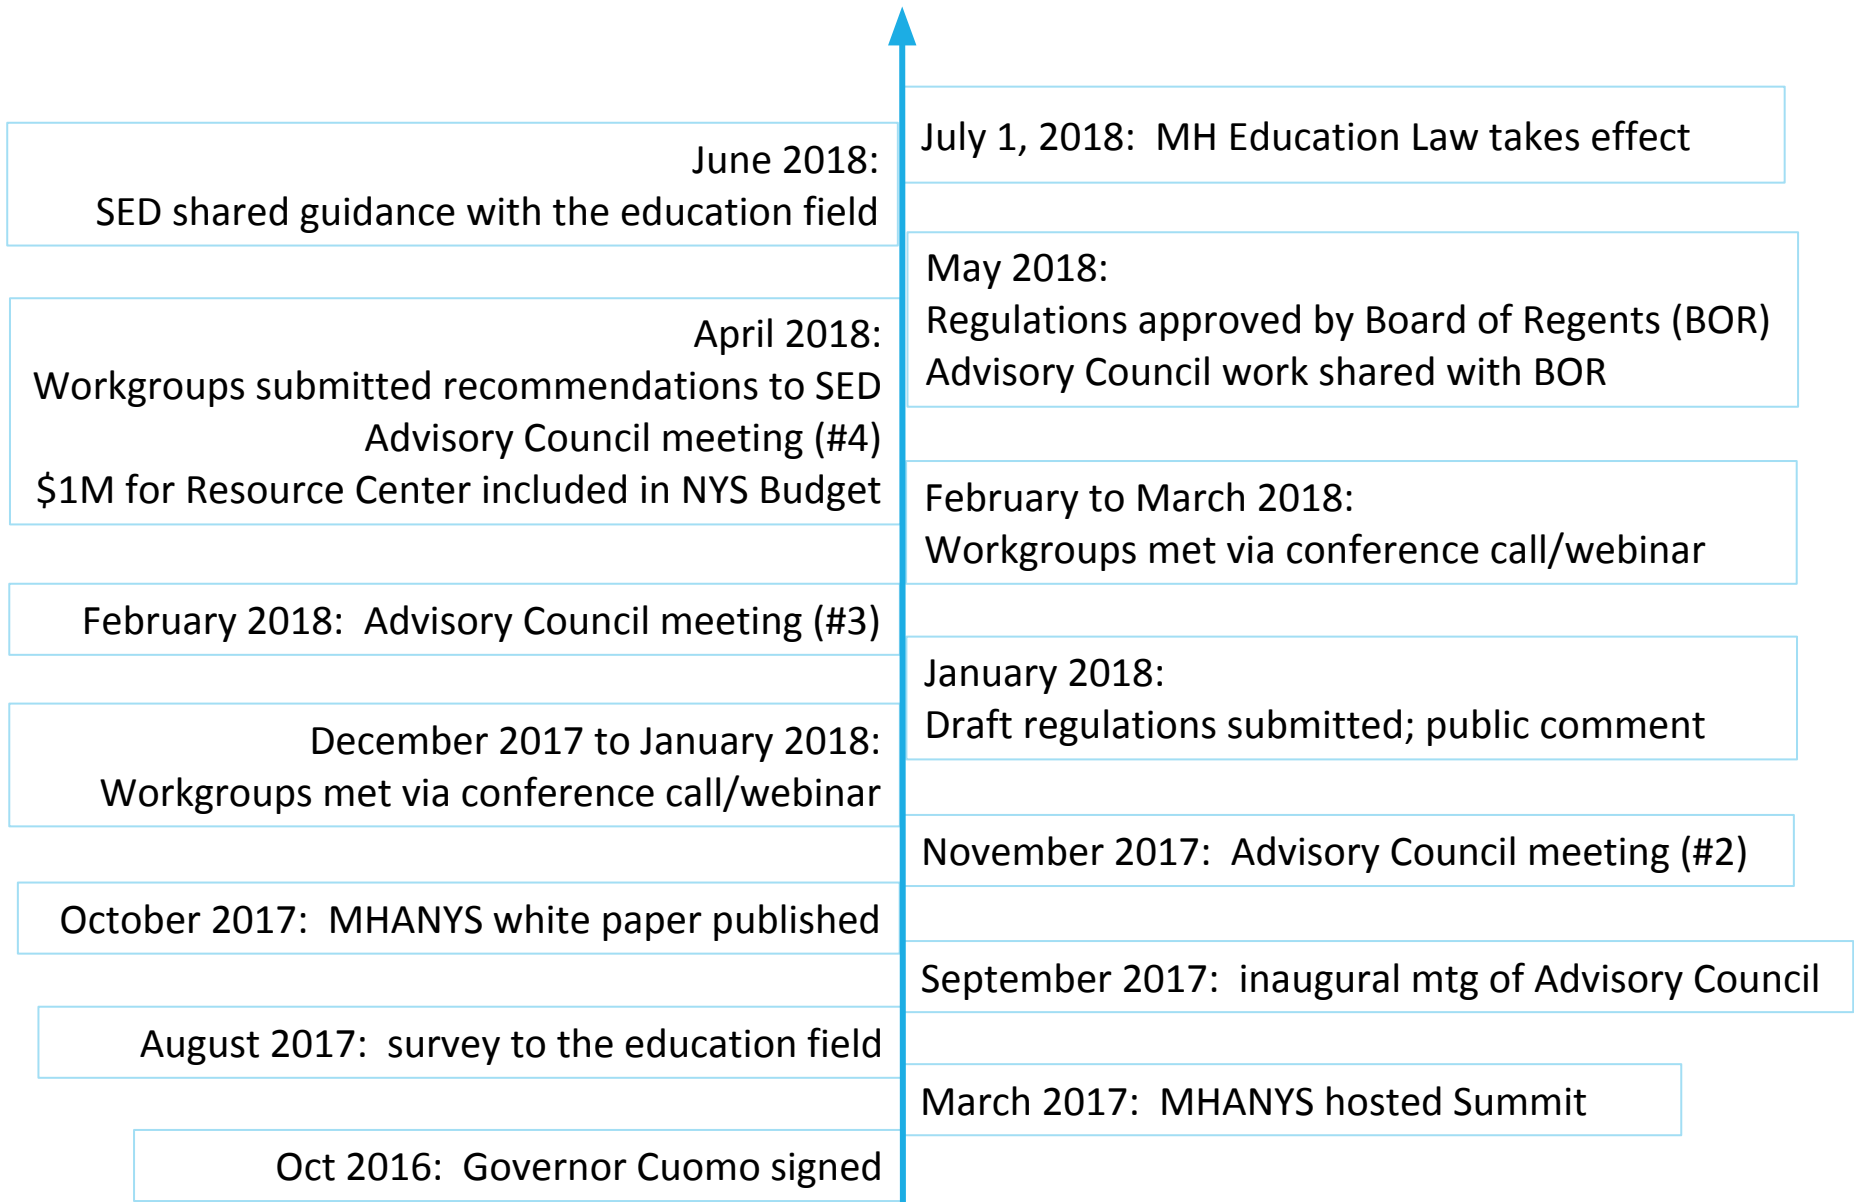 July 1, 2018:  MH Education Law takes effect
June 2018:
SED shared guidance with the education field
May 2018:
Regulations approved by Board of Regents (BOR)
Advisory Council work shared with BOR
April 2018:
Workgroups submitted recommendations to SED
Advisory Council meeting (#4)
$1M for Resource Center included in NYS Budget
February to March 2018:
Workgroups met via conference call/webinar
February 2018:  Advisory Council meeting (#3)
January 2018:
Draft regulations submitted; public comment
December 2017 to January 2018:
Workgroups met via conference call/webinar
November 2017:  Advisory Council meeting (#2)
October 2017:  MHANYS white paper published
September 2017:  inaugural mtg of Advisory Council
August 2017:  survey to the education field
March 2017:  MHANYS hosted Summit
Oct 2016:  Governor Cuomo signed